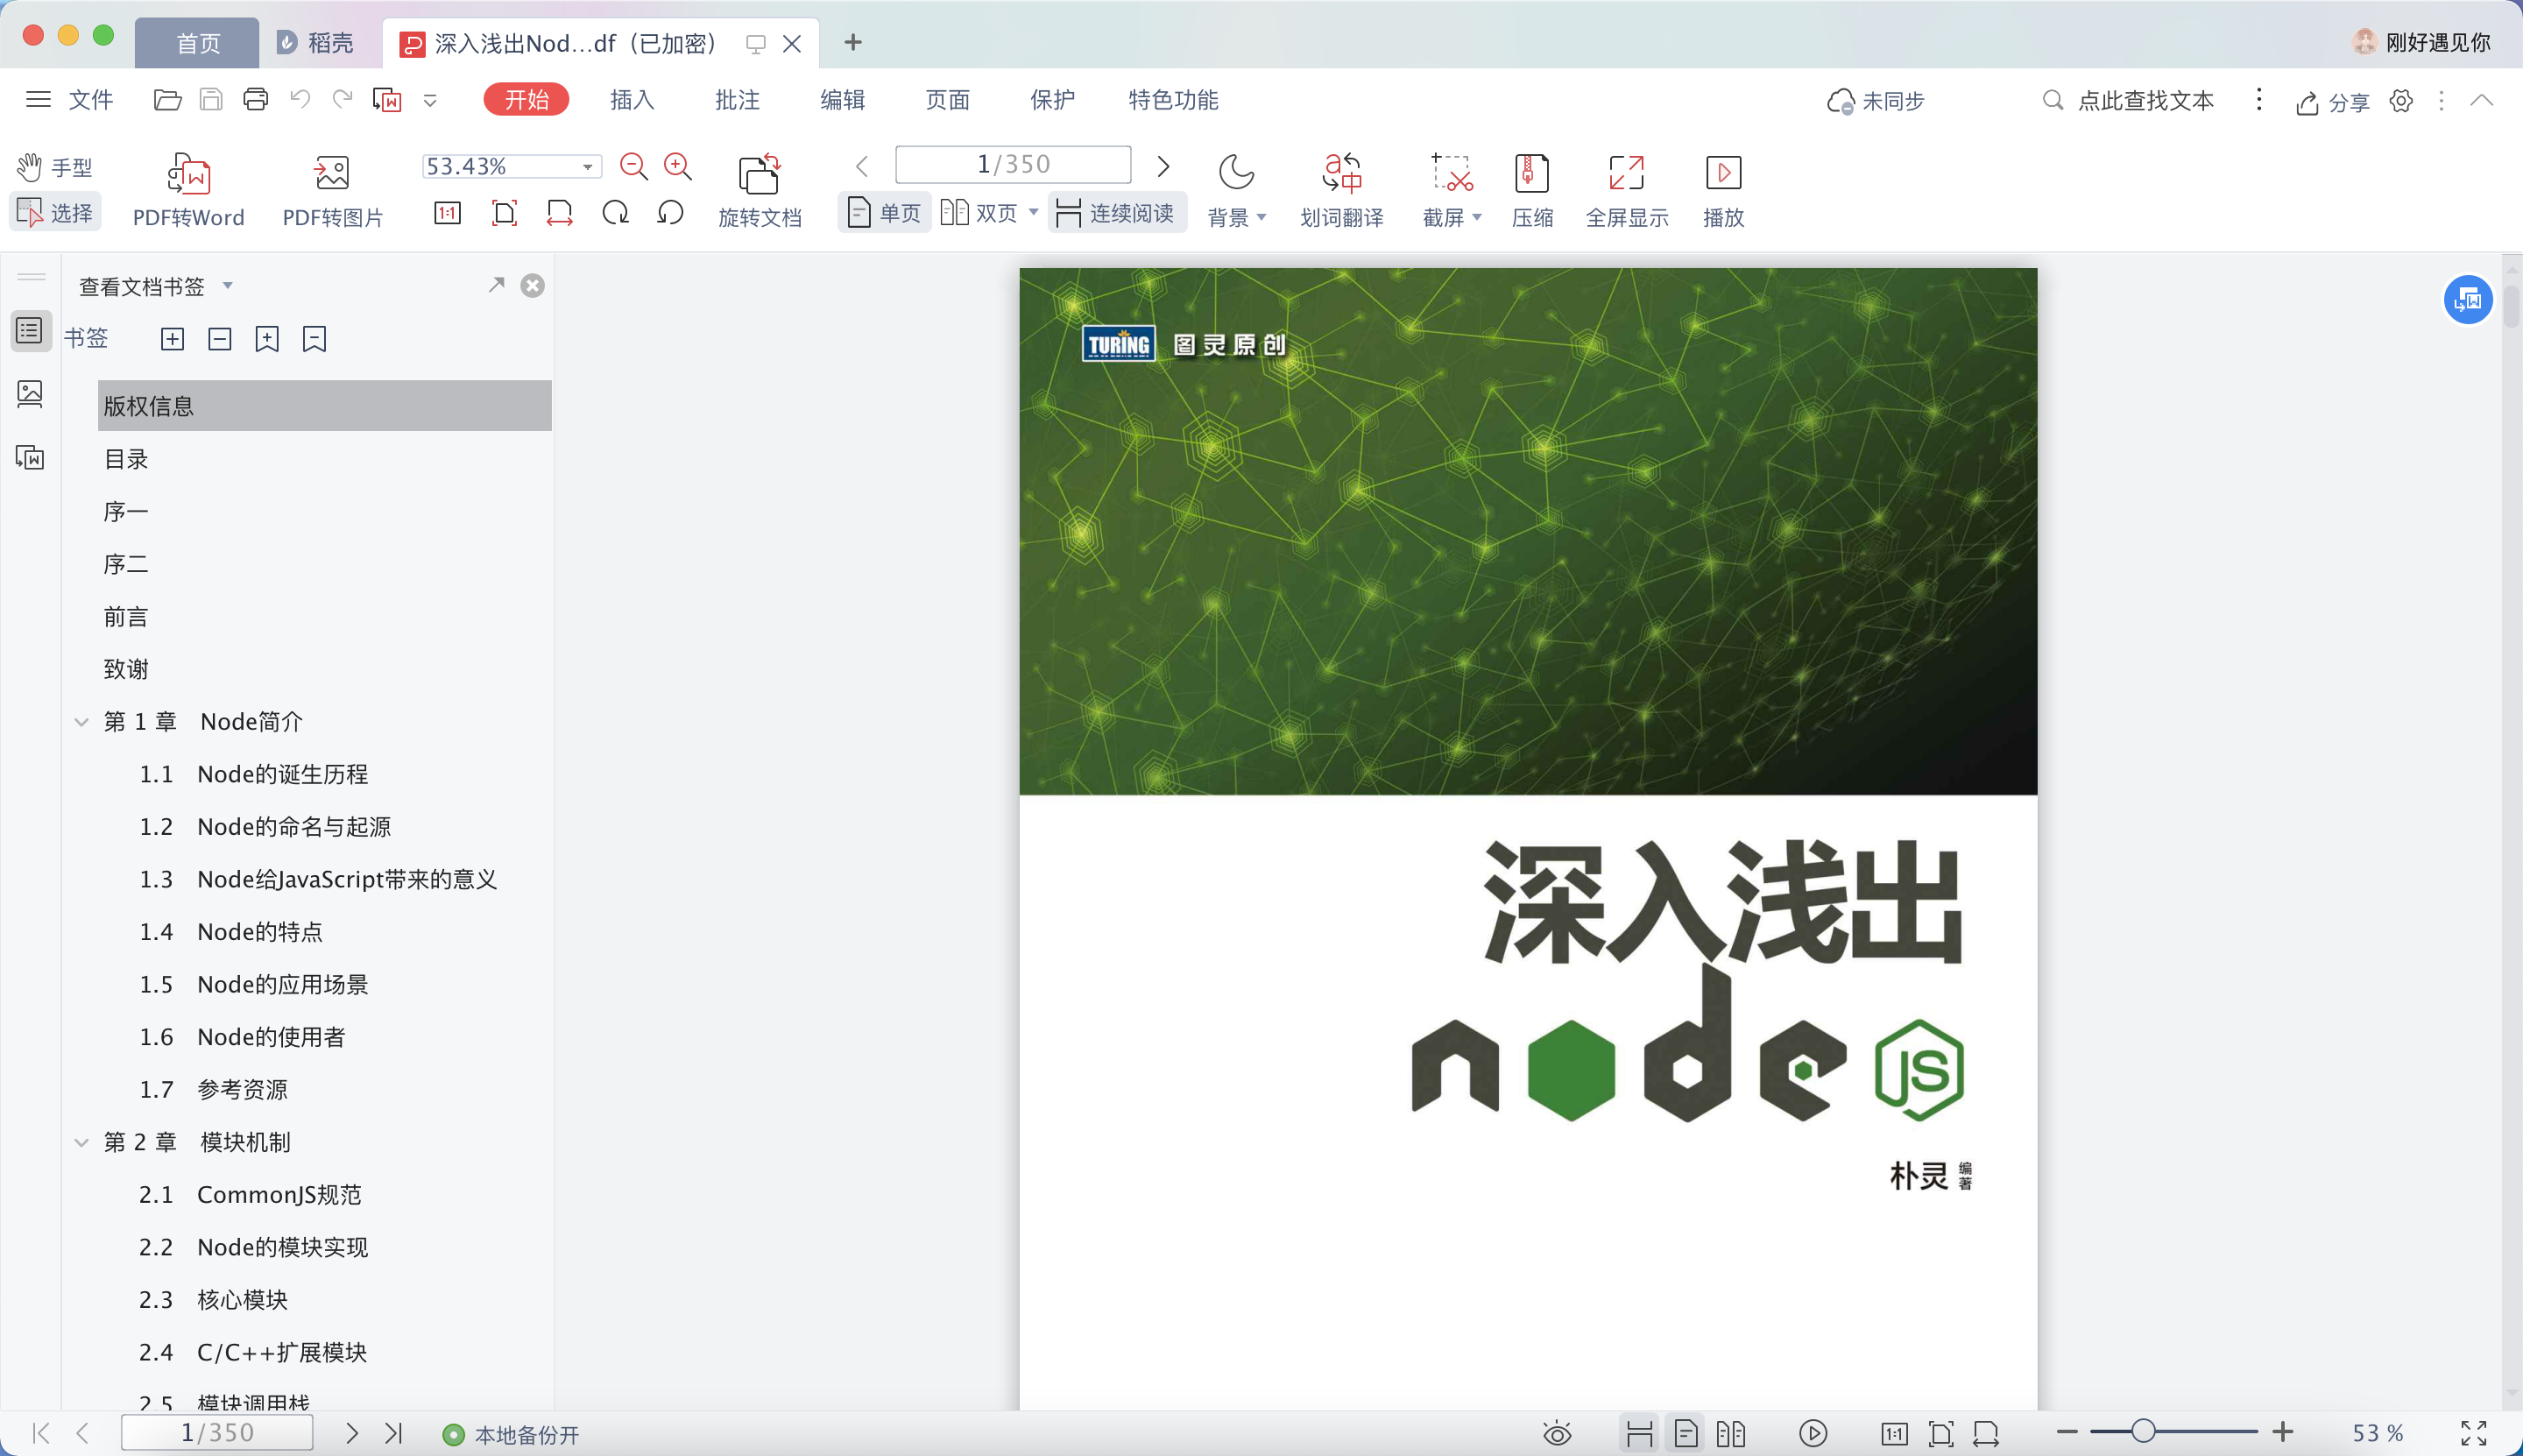 首页
稻壳
深入浅出Nod...df（已加密）
刚好遇见你
文件
开始
插入
批注
编辑
页面
保护
特色功能
未同步
点此查找文本
分享
手型
选择
PDF转Word
PDF转图片
53.43%
1:1
旋转文档
1/350
单页
双页
连续阅读
背景
划词翻译
截屏
压缩
全屏显示
播放
查看文档书签
书签
版权信息
目录
序一
序二
前言
致谢
第 1 章 Node简介
1.1 Node的诞生历程
1.2 Node的命名与起源
1.3 Node给JavaScript带来的意义
1.4 Node的特点
1.5 Node的应用场景
1.6 Node的使用者
1.7 参考资源
第 2 章 模块机制
2.1 CommonJS规范
2.2 Node的模块实现
2.3 核心模块
2.4 C/C++扩展模块
2.5 模块调用栈
TURING 图灵原创
深入浅出
node JS
朴灵 编著
1/350
本地备份开
1:1
53 %